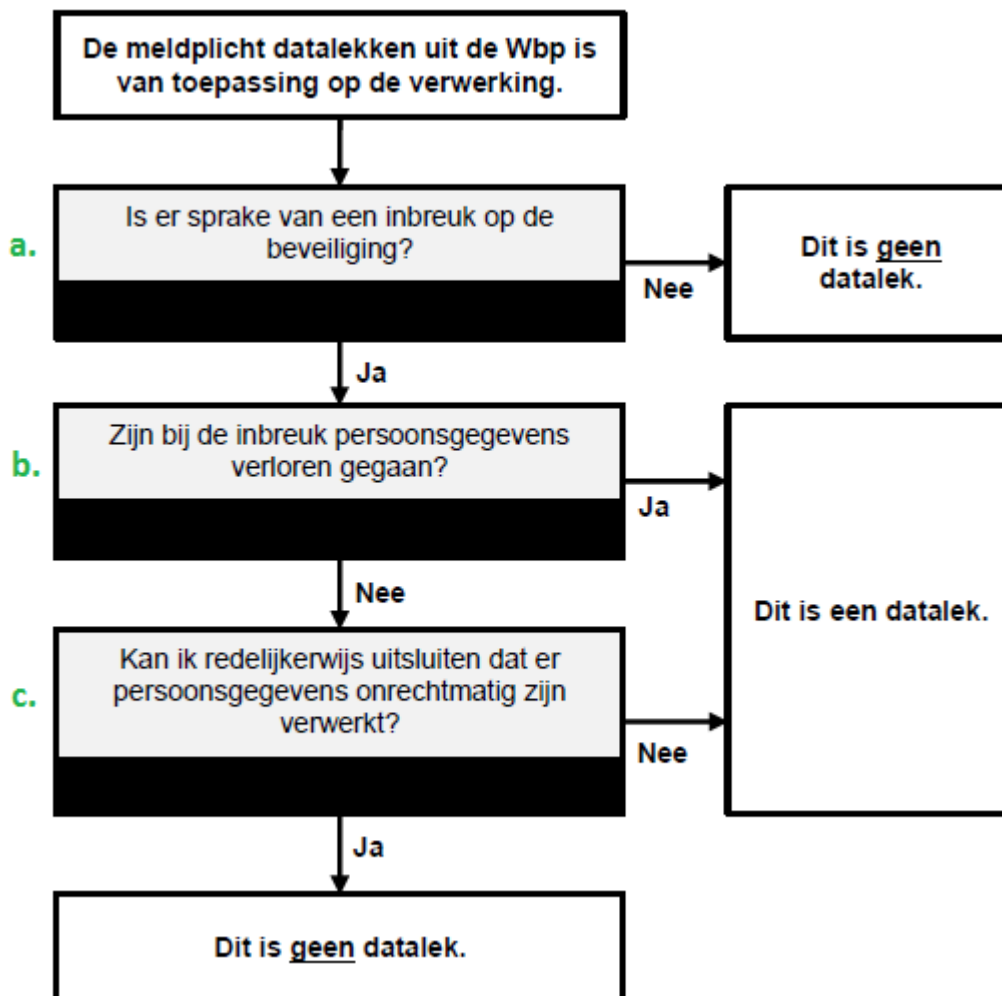 De meldplicht datalekken uit de Wbp is
van toepassing op de verwerking.
a.
Is er sprake van een inbreuk op de
beveiliging?
Nee
Dit is geen
datalek.
Ja
b.
Zijn bij de inbreuk persoonsgegevens
verloren gegaan?
Ja
Dit is een datalek.
Nee
c.
Kan ik redelijkerwijs uitsluiten dat er
persoonsgegevens onrechtmatig zijn
verwerkt?
Nee
Ja
Dit is geen datalek.